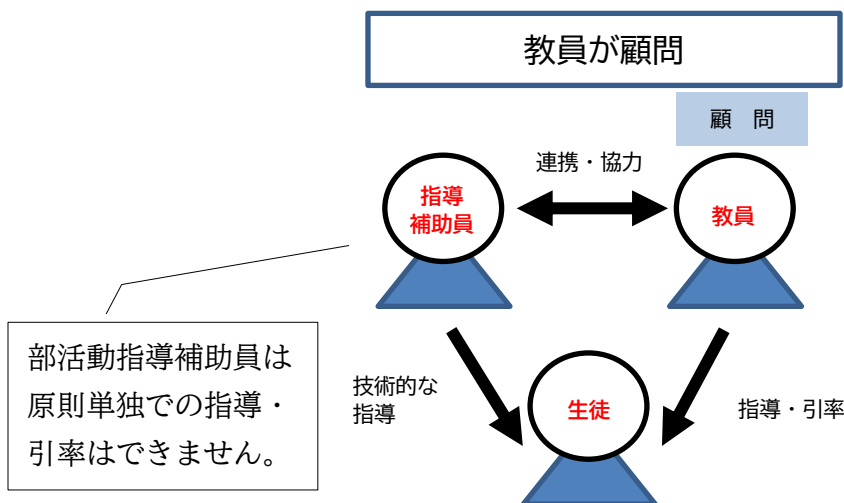 教員が顧問
顧　問
連携・協力
指導
補助員
教員
部活動指導補助員は
原則単独での指導・
引率はできません。
技術的な
指導
生徒
指導・引率